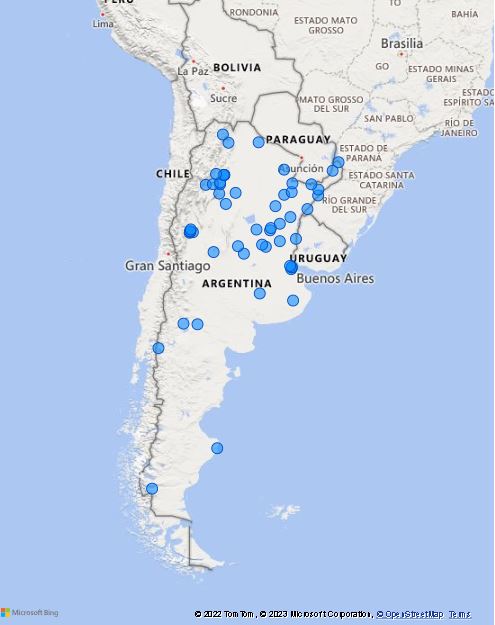 PERU
Lima
RONDONIA
ESTADO MATO
GROSSO
BAHÍA
Brasilia
La Paz
BOLIVIA
GO
ESTADO MINAS
GERAIS
Sucre
MATO GROSSO
DEL SUR
ESTADO
ESPÍRITO SA
SAN PABLO
RÍO DE
JANEIRO
PARAGUAY
ESTADO DE
PARANÁ
Asunción
CHILE
ESTADO SANTA
CATARINA
RÍO GRANDE
DEL SUR
URUGUAY
Gran Santiago
Buenos Aires
ARGENTINA
Microsoft Bing
© 2022 TomTom, © 2023 Microsoft Corporation, © OpenStreetMap Terms